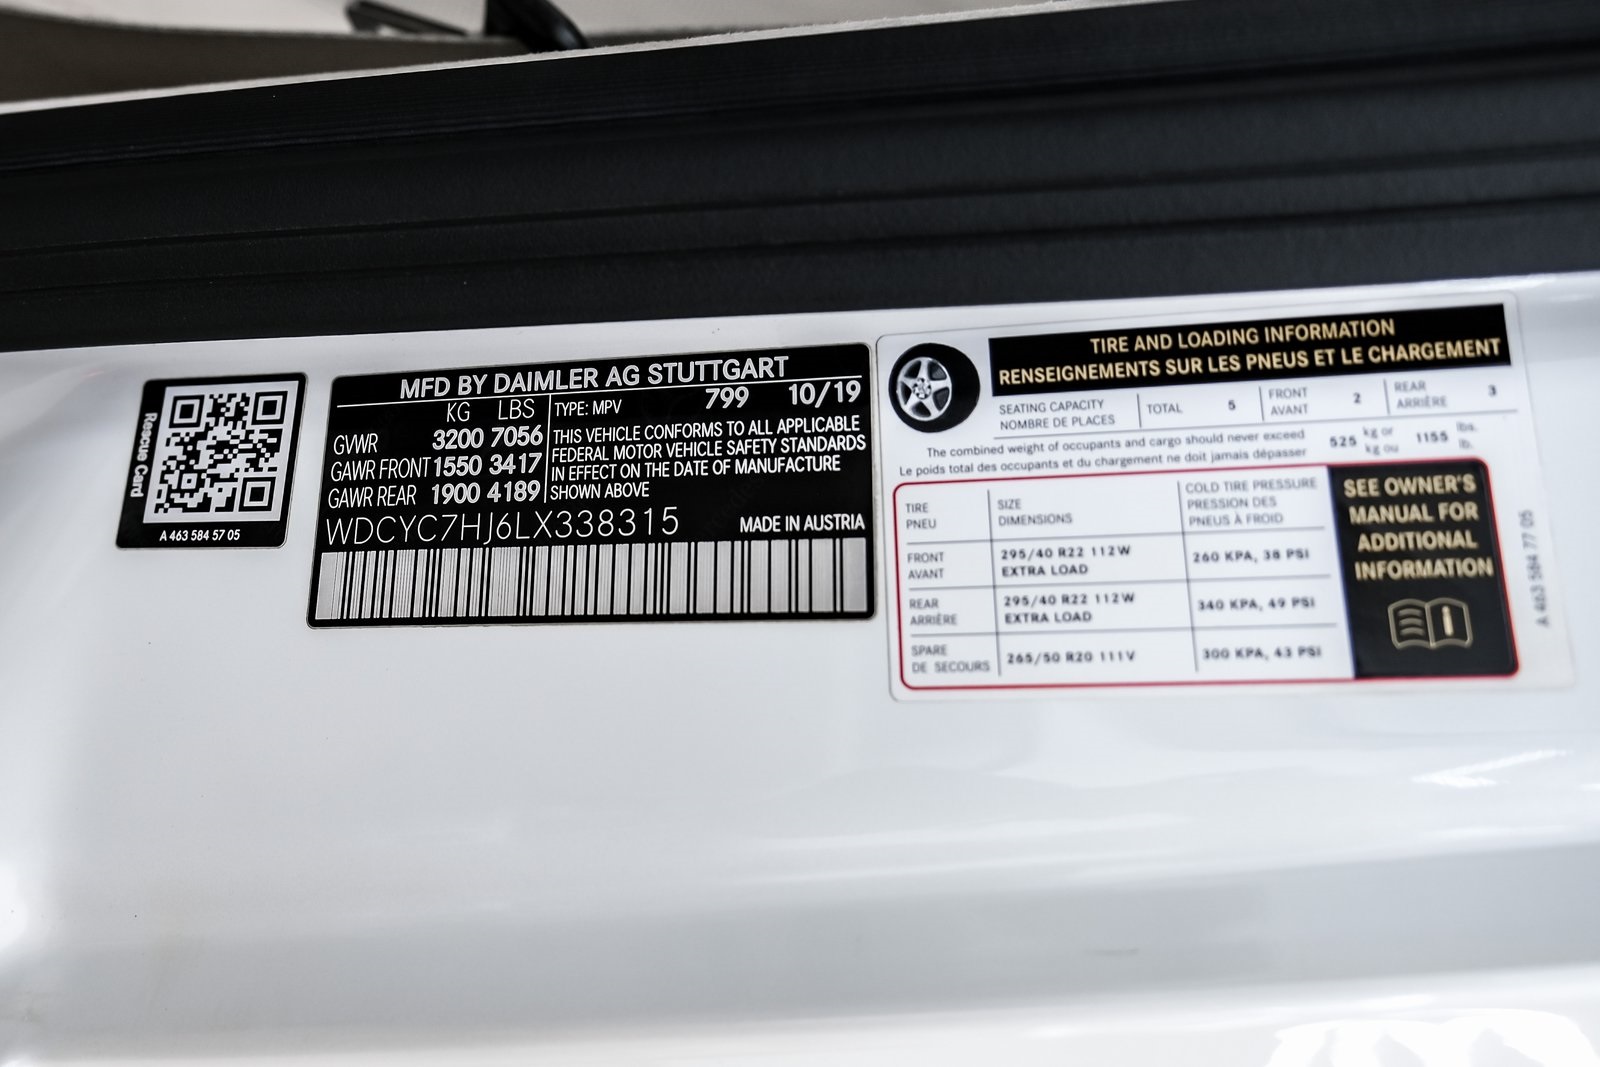 Rescue Card
A 463 584 57 05
MFD BY DAIMLER AG STUTTGART
KG LBS
GVWR 3200 7056
GAWR FRONT 1550 3417
GAWR REAR 1900 4189
TYPE: MPV 799 10/19
THIS VEHICLE CONFORMS TO ALL APPLICABLE
FEDERAL MOTOR VEHICLE SAFETY STANDARDS
IN EFFECT ON THE DATE OF MANUFACTURE
SHOWN ABOVE
WDCYC7HJ6LX338315
MADE IN AUSTRIA
TIRE AND LOADING INFORMATION
RENSEIGNEMENTS SUR LES PNEUS ET LE CHARGEMENT
SEATING CAPACITY
NOMBRE DE PLACES
TOTAL 5
FRONT
AVANT
2
REAR
ARRIÈRE
3
The combined weight of occupants and cargo should never exceed
Le poids total des occupants et du chargement ne doit jamais dépasser
525
kg or
kg ou
1155
lbs.
lb.
TIRE
PNEU
SIZE
DIMENSIONS
COLD TIRE PRESSURE
PRESSION DES
PNEUS À FROID
FRONT
AVANT
295/40 R22 112W
EXTRA LOAD
260 KPA, 38 PSI
REAR
ARRIÈRE
295/40 R22 112W
EXTRA LOAD
340 KPA, 49 PSI
SPARE
DE SECOURS
265/50 R20 111V
300 KPA, 43 PSI
SEE OWNER'S
MANUAL FOR
ADDITIONAL
INFORMATION
A 463 584 77 05